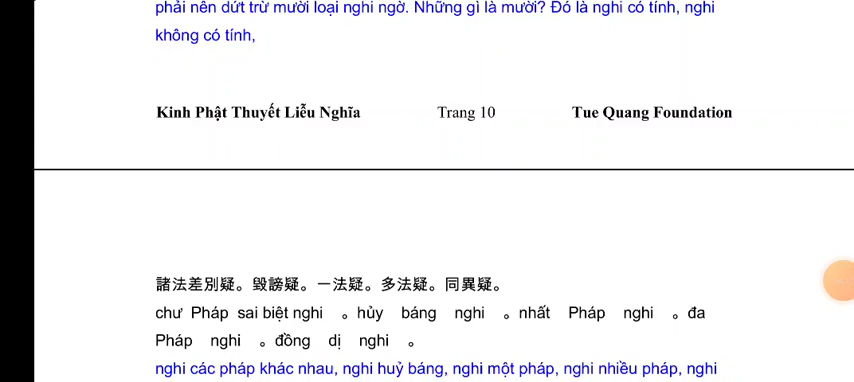 phải nên dứt trừ mười loại nghi ngờ. Những gì là mười? Đó là nghi có tính, nghi
không có tính,
Kinh Phật Thuyết Liễu Nghĩa Trang 10 Tue Quang Foundation
諸法差別疑。毀謗疑。一法疑。多法疑。同異疑。
chư Pháp sai biệt nghi 。hủy báng nghi 。nhất Pháp nghi 。đa
Pháp nghi 。đồng dị nghi 。
nghi các pháp khác nhau, nghi huỷ báng, nghi một pháp, nghi nhiều pháp, nghi